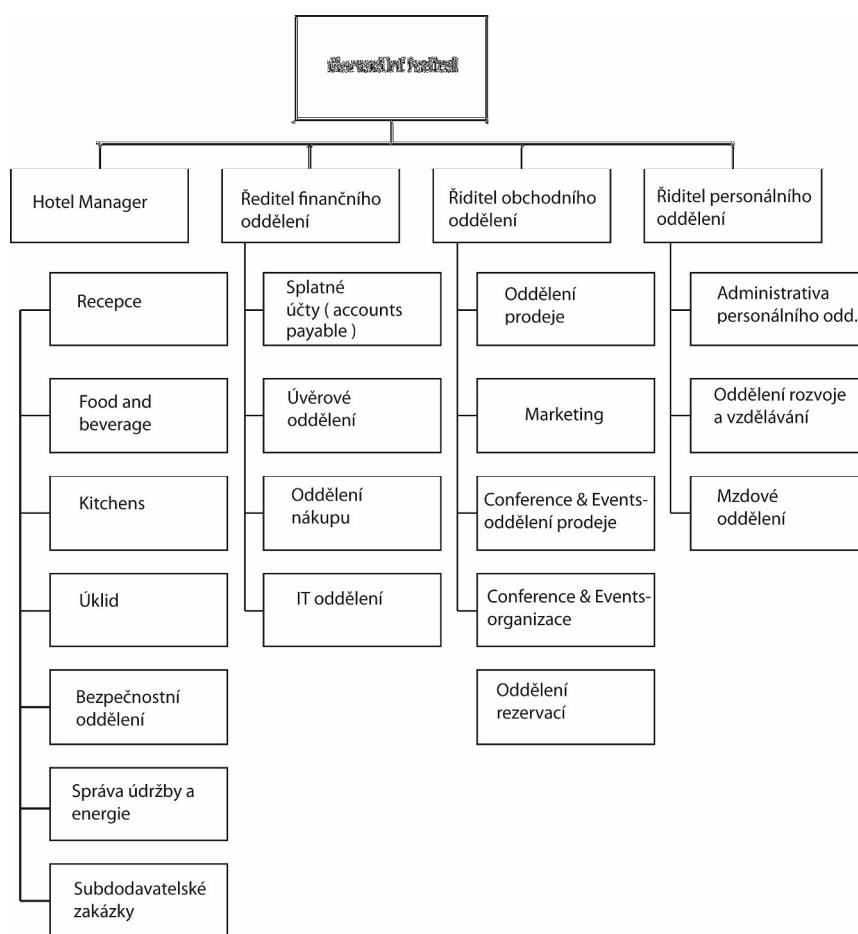 Hotel Manager
Ředitel finančního
oddělení
Řiditel obchodního
oddělení
Řiditel personálního
oddělení
Recepce
Food and
beverage
Kitchens
Úklid
Bezpečnostní
oddělení
Správa údržby a
energie
Subdodavatelské
zakázky
Splatné
účty ( accounts
payable )
Úvěrové
oddělení
Oddělení
nákupu
IT oddělení
Oddělení
prodeje
Marketing
Conference & Events-
oddělení prodeje
Conference & Events-
organizace
Oddělení
rezervací
Administrativa
personálního odd.
Oddělení rozvoje
a vzdělávání
Mzdové
oddělení